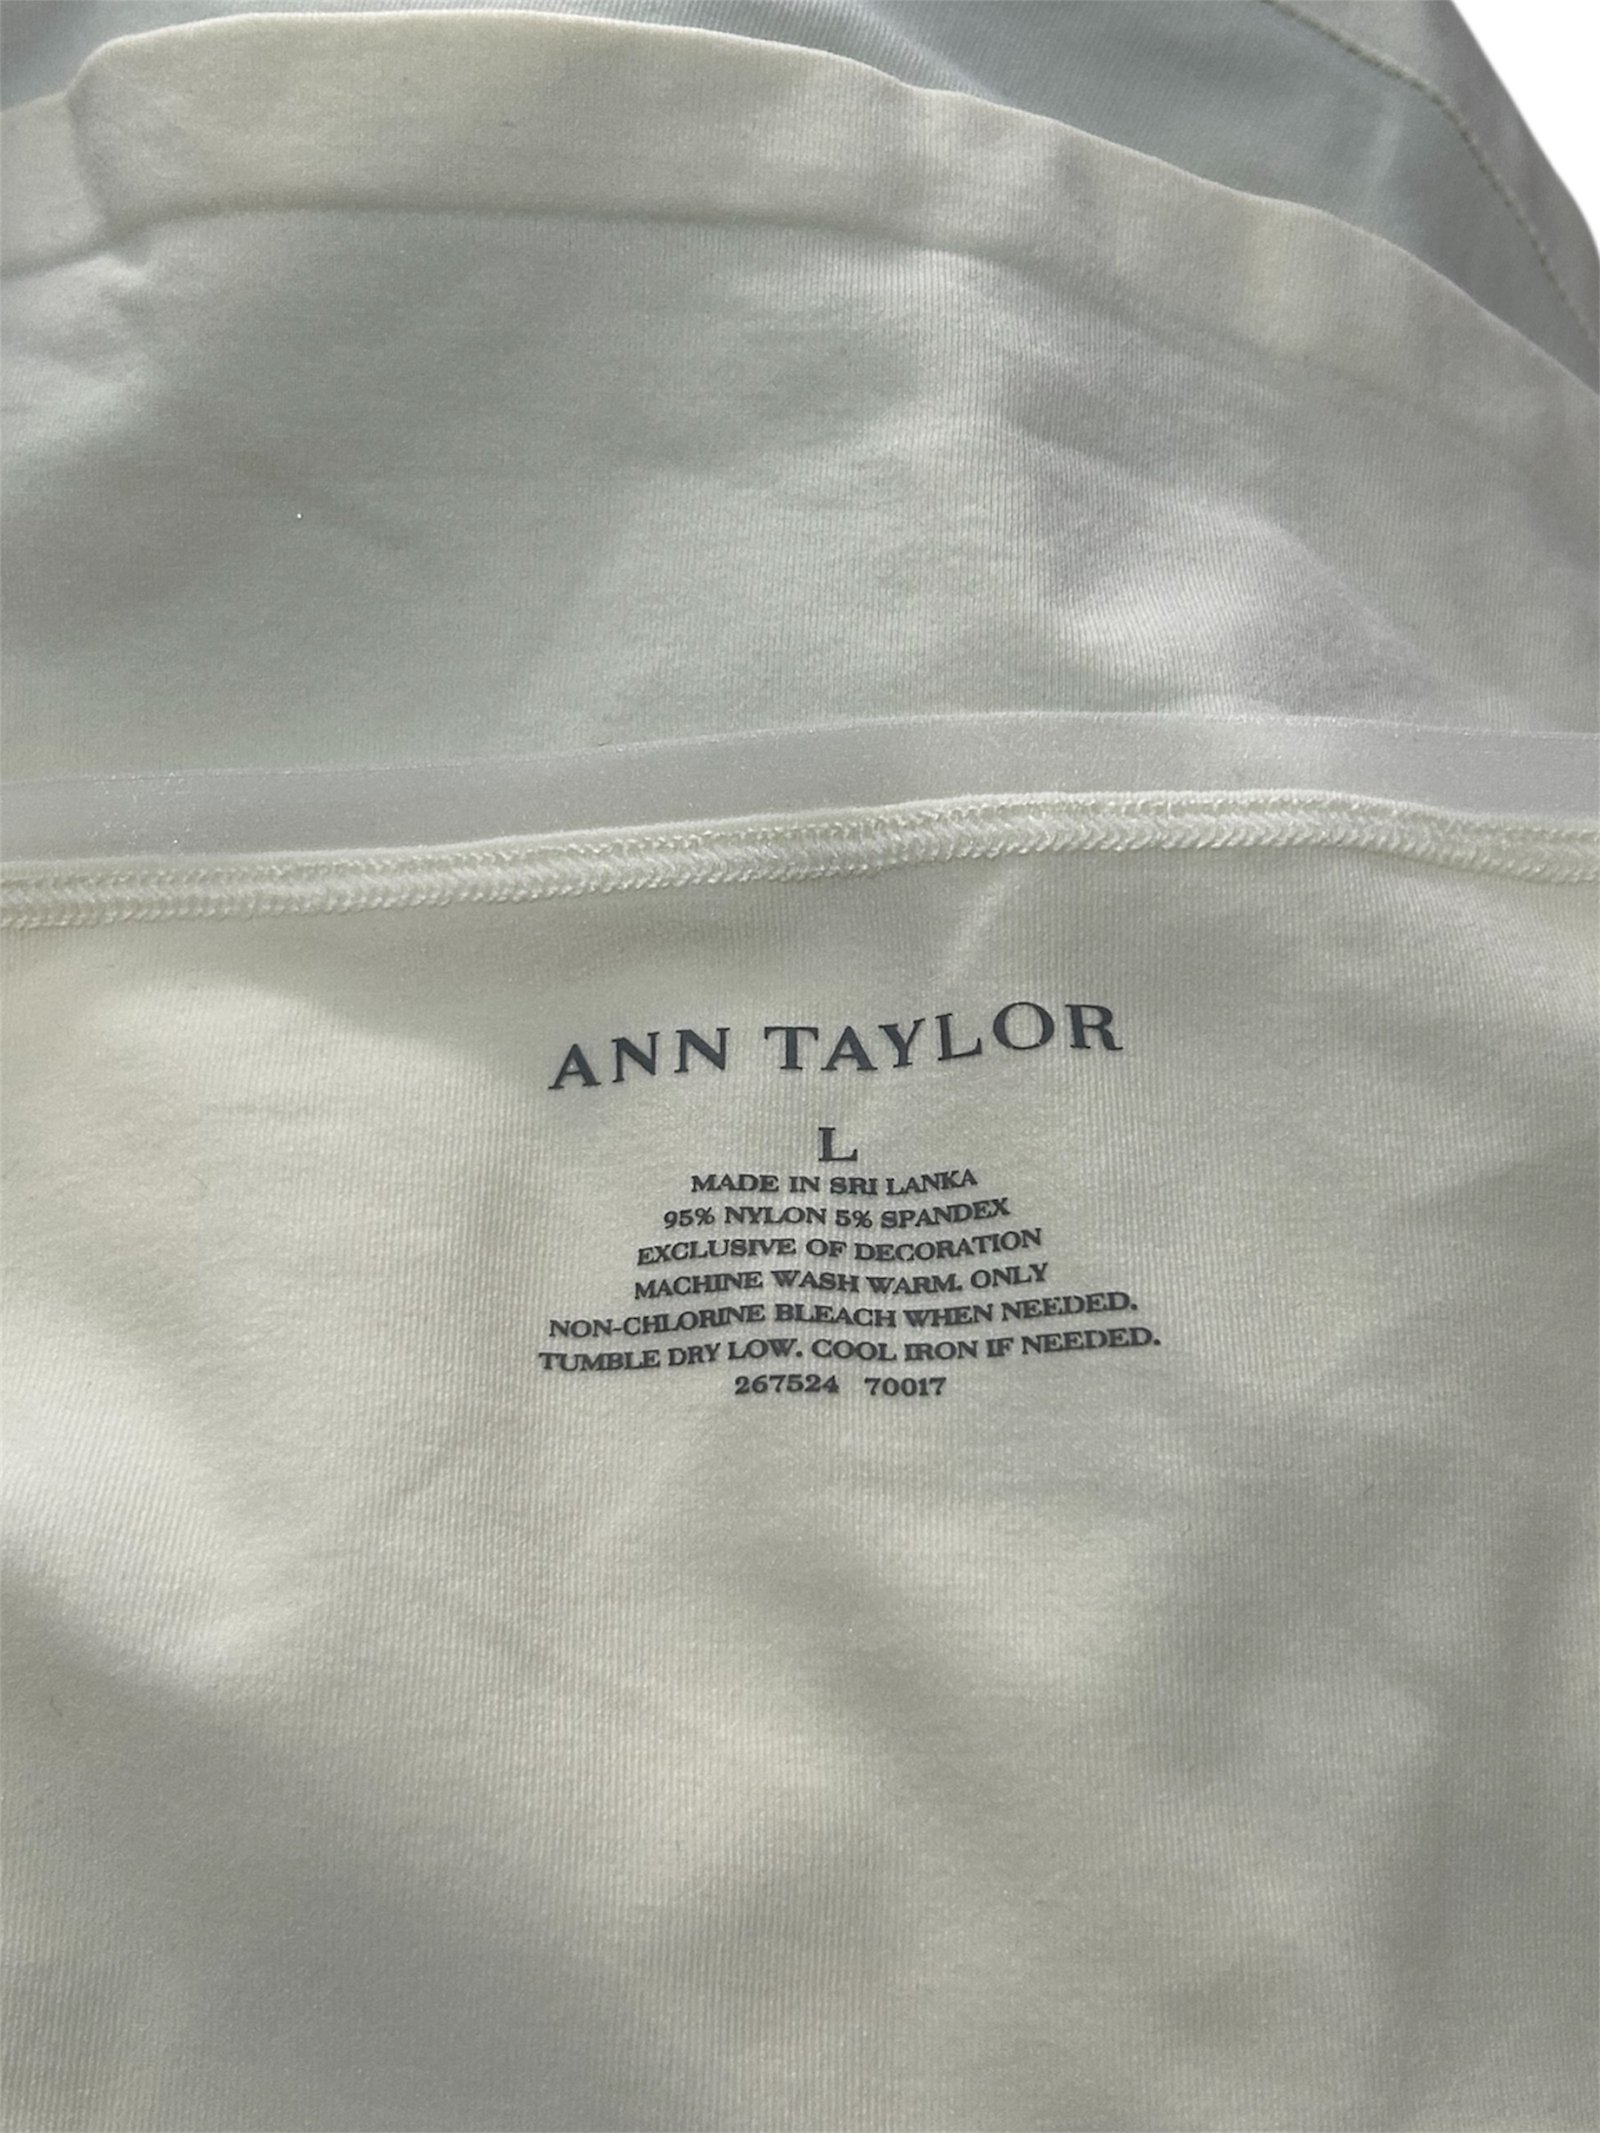 ANN TAYLOR
L
MADE IN SRI LANKA
95% NYLON 5% SPANDEX
EXCLUSIVE OF DECORATION
MACHINE WASH WARM. ONLY
NON-CHLORINE BLEACH WHEN NEEDED.
TUMBLE DRY LOW. COOL IRON IF NEEDED.
267524 70017